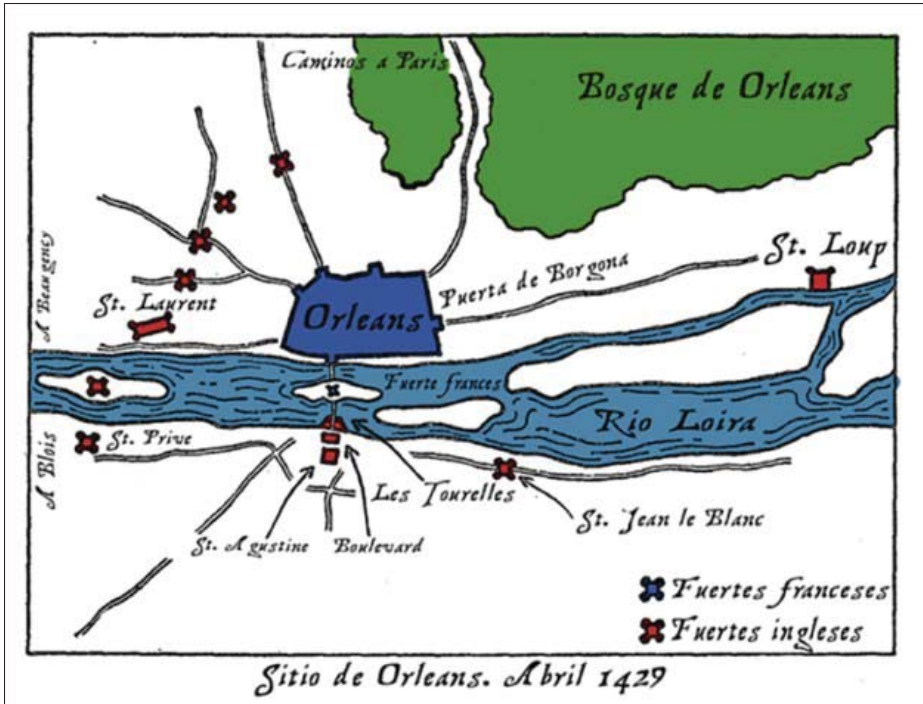 Caminos a Paris
Bosque de Orleans
A Beaugency
St. Loup
Puerta de Borgona
St. Laurent
Orleans
Fuerte frances
Rio Loira
A Blois
St. Prive
Les Tourelles
St. Jean le Blanc
St. Agustine
Boulevard
Fuertes franceses
Fuertes ingleses
Sitio de Orleans. Abril 1429